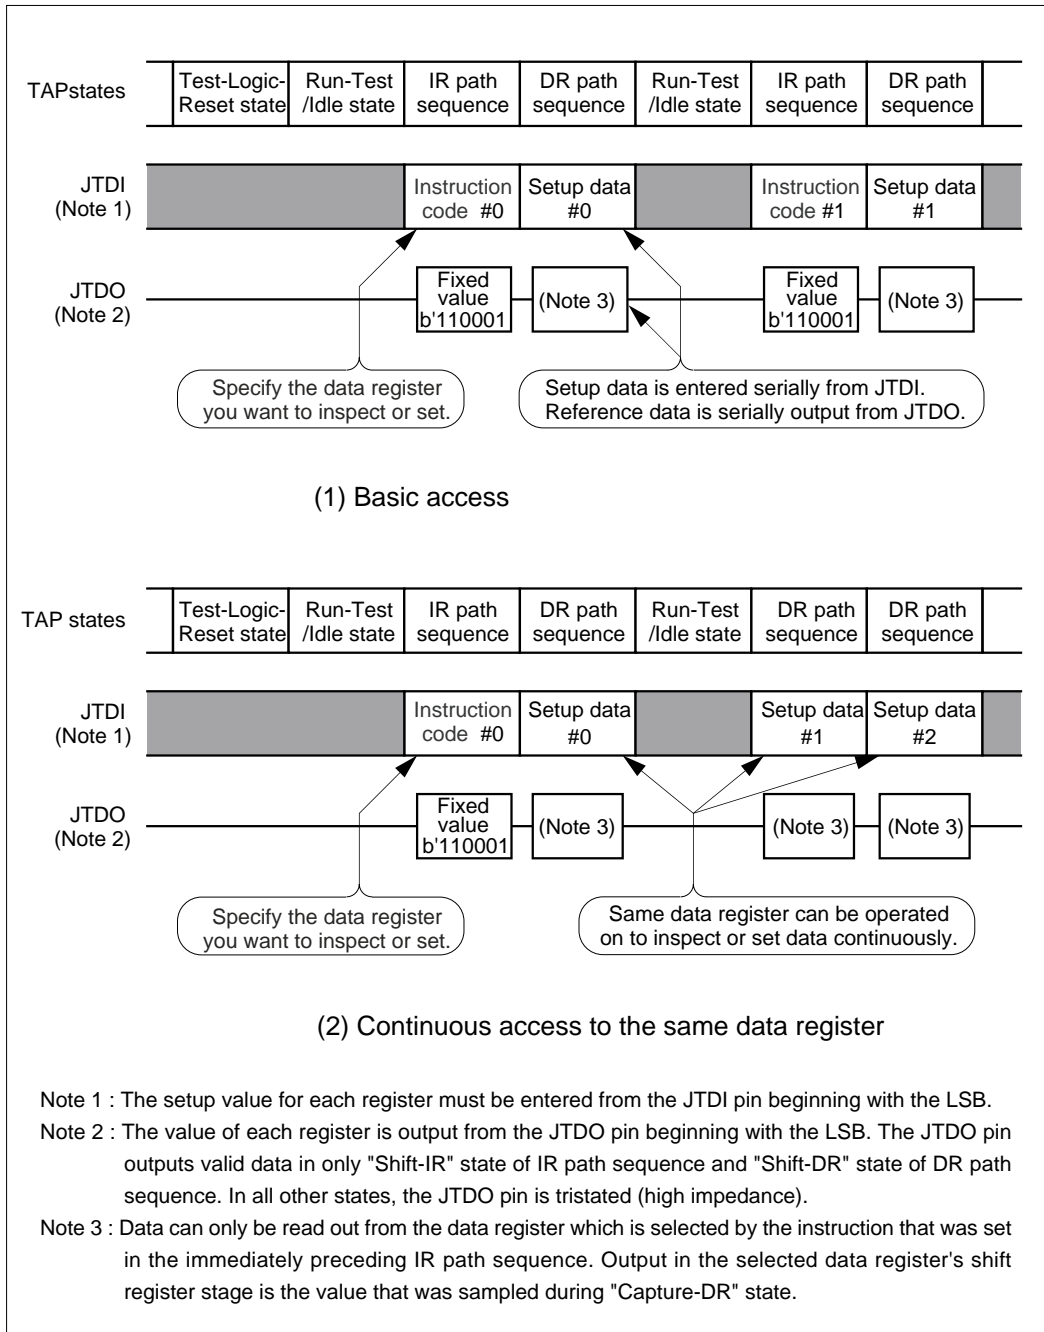 TAPstates
Test-Logic-
Reset state
Run-Test
/Idle state
IR path
sequence
DR path
sequence
Run-Test
/Idle state
IR path
sequence
DR path
sequence
JTDI
(Note 1)
Instruction
code #0
Setup data
#0
Instruction
code #1
Setup data
#1
JTDO
(Note 2)
Fixed
value
b'110001
(Note 3)
Fixed
value
b'110001
(Note 3)
Specify the data register
you want to inspect or set.
Setup data is entered serially from JTDI.
Reference data is serially output from JTDO.
(1) Basic access
TAP states
Test-Logic-
Reset state
Run-Test
/Idle state
IR path
sequence
DR path
sequence
Run-Test
/Idle state
DR path
sequence
DR path
sequence
JTDI
(Note 1)
Instruction
code #0
Setup data
#0
Setup data
#1
Setup data
#2
JTDO
(Note 2)
Fixed
value
b'110001
(Note 3)
(Note 3)
(Note 3)
Specify the data register
you want to inspect or set.
Same data register can be operated
on to inspect or set data continuously.
(2) Continuous access to the same data register
Note 1 : The setup value for each register must be entered from the JTDI pin beginning with the LSB.
Note 2 : The value of each register is output from the JTDO pin beginning with the LSB. The JTDO pin
outputs valid data in only "Shift-IR" state of IR path sequence and "Shift-DR" state of DR path
sequence. In all other states, the JTDO pin is tristated (high impedance).
Note 3 : Data can only be read out from the data register which is selected by the instruction that was set
in the immediately preceding IR path sequence. Output in the selected data register's shift
register stage is the value that was sampled during "Capture-DR" state.